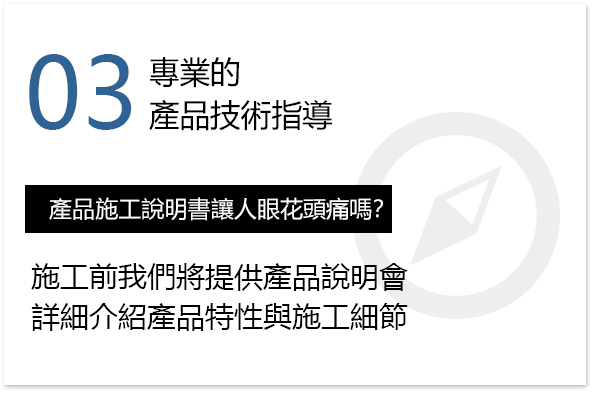 03
專業的
產品技術指導
產品施工說明書讓人眼花頭痛嗎?
施工前我們將提供產品說明會
詳細介紹產品特性與施工細節